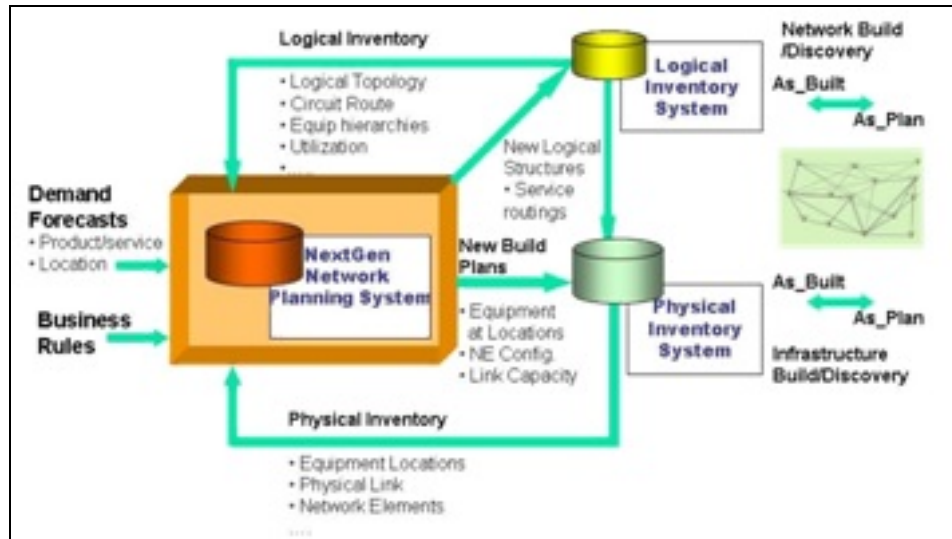 Logical Inventory
• Logical Topology
• Circuit Route
• Equip hierarchies
• Utilization
• ....
Logical
Inventory
System
Network Build
/Discovery
As_Built
As_Plan
New Logical
Structures
• Service
routings
Demand
Forecasts
• Product/service
• Location
Business
Rules
NextGen
Network
Planning System
New Build
Plans
• Equipment
at Locations
• NE Config.
• Link Capacity
Physical
Inventory
System
As_Built
As_Plan
Infrastructure
Build/Discovery
Physical Inventory
• Equipment Locations
• Physical Link
• Network Elements
....